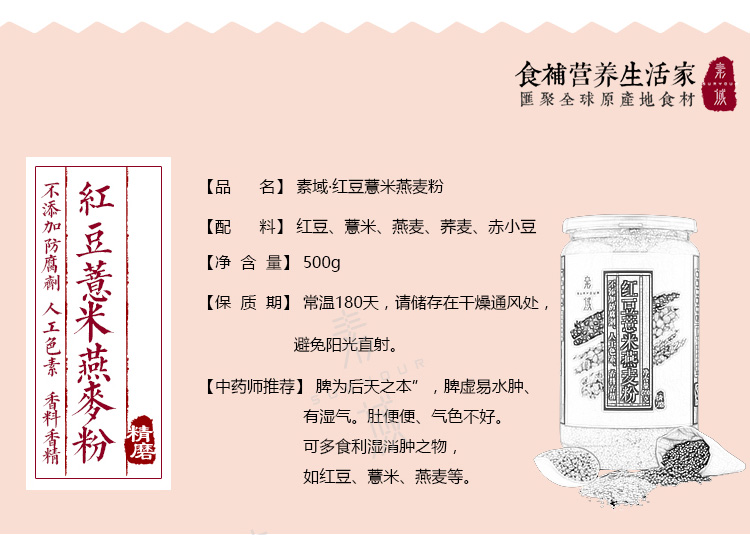 食補营养生活家
匯聚全球原產地食材
素域
紅豆薏米燕麥粉
不添加防腐劑 人工色素 香料香精
精磨
【品 名】 素域·红豆薏米燕麦粉
【配 料】 红豆、薏米、燕麦、荞麦、赤小豆
【净 含 量】 500g
【保 质 期】 常温180天，请储存在干燥通风处，
避免阳光直射。
【中药师推荐】 脾为后天之本”，脾虚易水肿、
有湿气。肚便便、气色不好。
可多食利湿消肿之物，
如红豆、薏米、燕麦等。
素域
红豆薏米燕麦粉